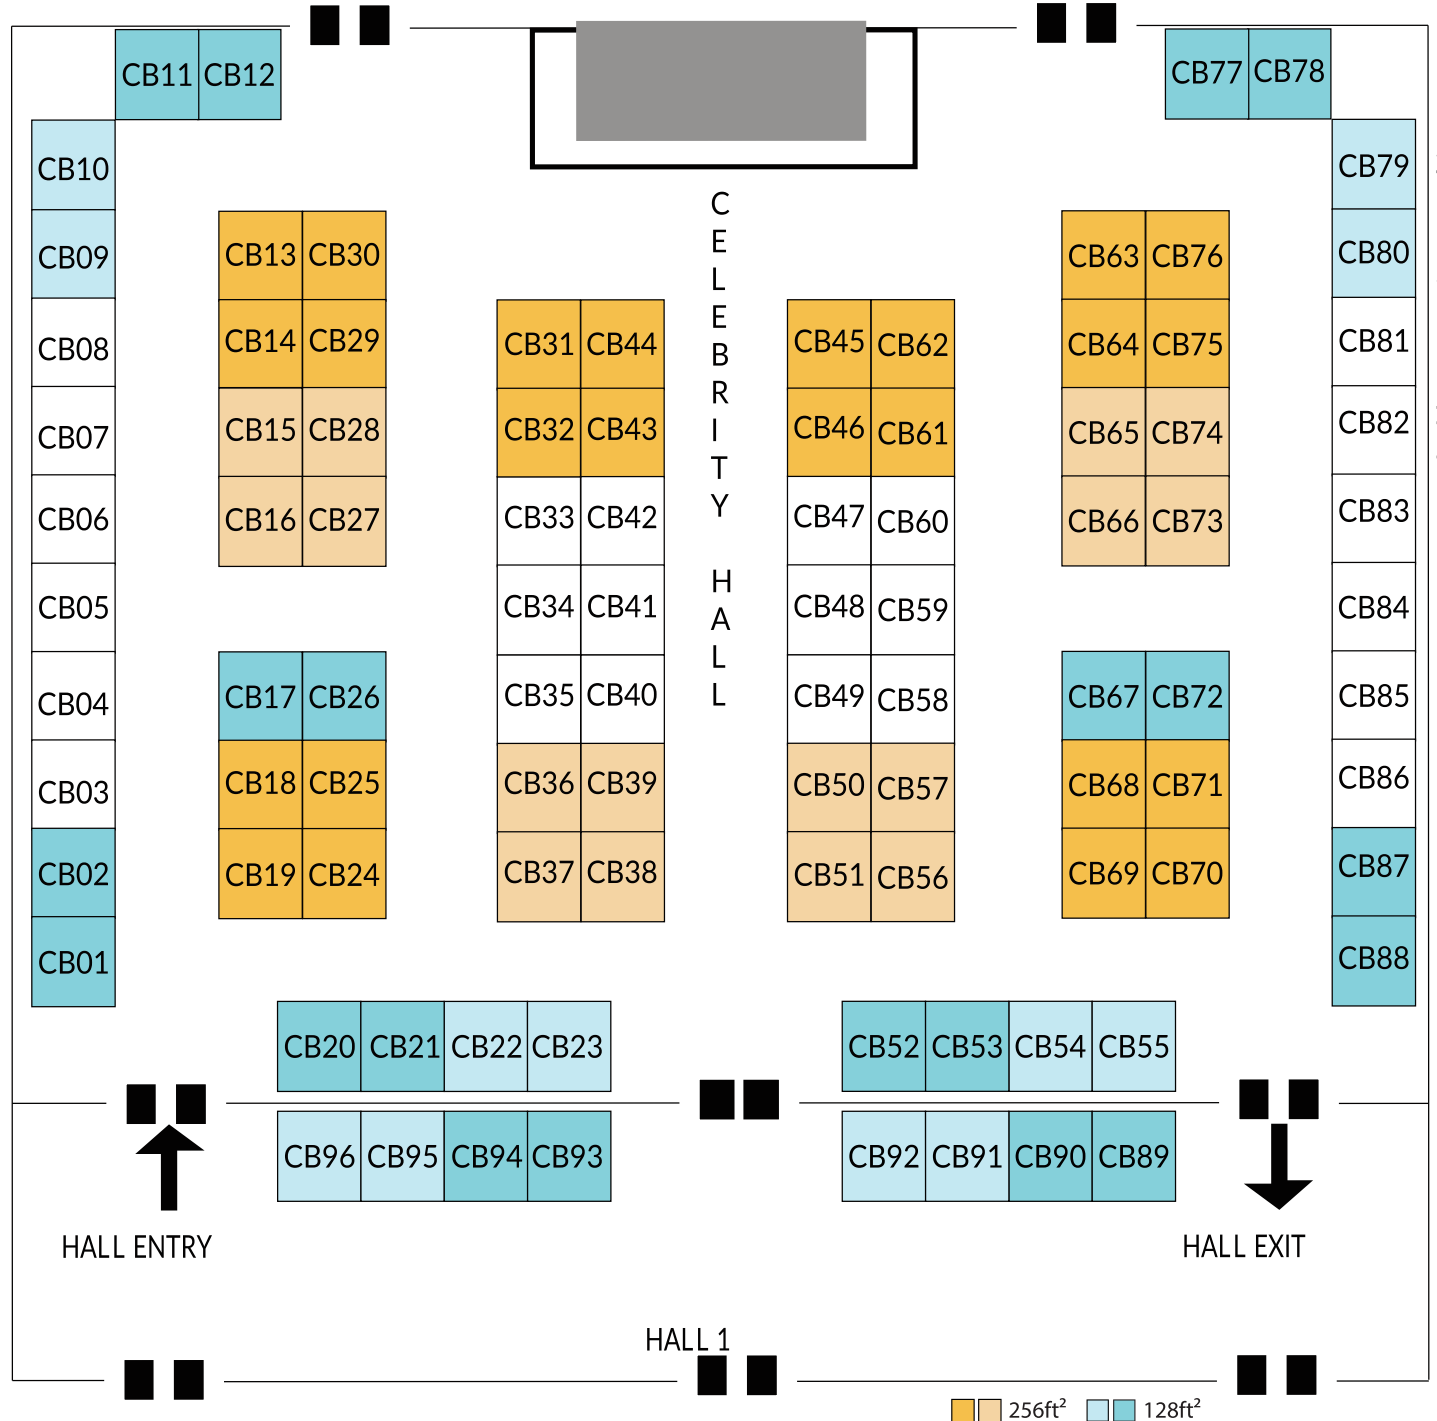 CB11 CB12
CB77 CB78
CB10
CB79
C
E
L
E
B
R
I
T
Y
H
A
L
L
CB09
CB13 CB30
CB63 CB76
CB80
CB08
CB14 CB29
CB31 CB44
CB45 CB62
CB64 CB75
CB81
CB07
CB15 CB28
CB32 CB43
CB46 CB61
CB65 CB74
CB82
CB06
CB16 CB27
CB33 CB42
CB47 CB60
CB66 CB73
CB83
CB05
CB34 CB41
CB48 CB59
CB84
CB04
CB17 CB26
CB35 CB40
CB49 CB58
CB67 CB72
CB85
CB03
CB18 CB25
CB36 CB39
CB50 CB57
CB68 CB71
CB86
CB02
CB19 CB24
CB37 CB38
CB51 CB56
CB69 CB70
CB87
CB01
CB88
CB20 CB21 CB22 CB23
CB52 CB53 CB54 CB55
CB96 CB95 CB94 CB93
CB92 CB91 CB90 CB89
HALL ENTRY
HALL EXIT
HALL 1
256ft²
128ft²